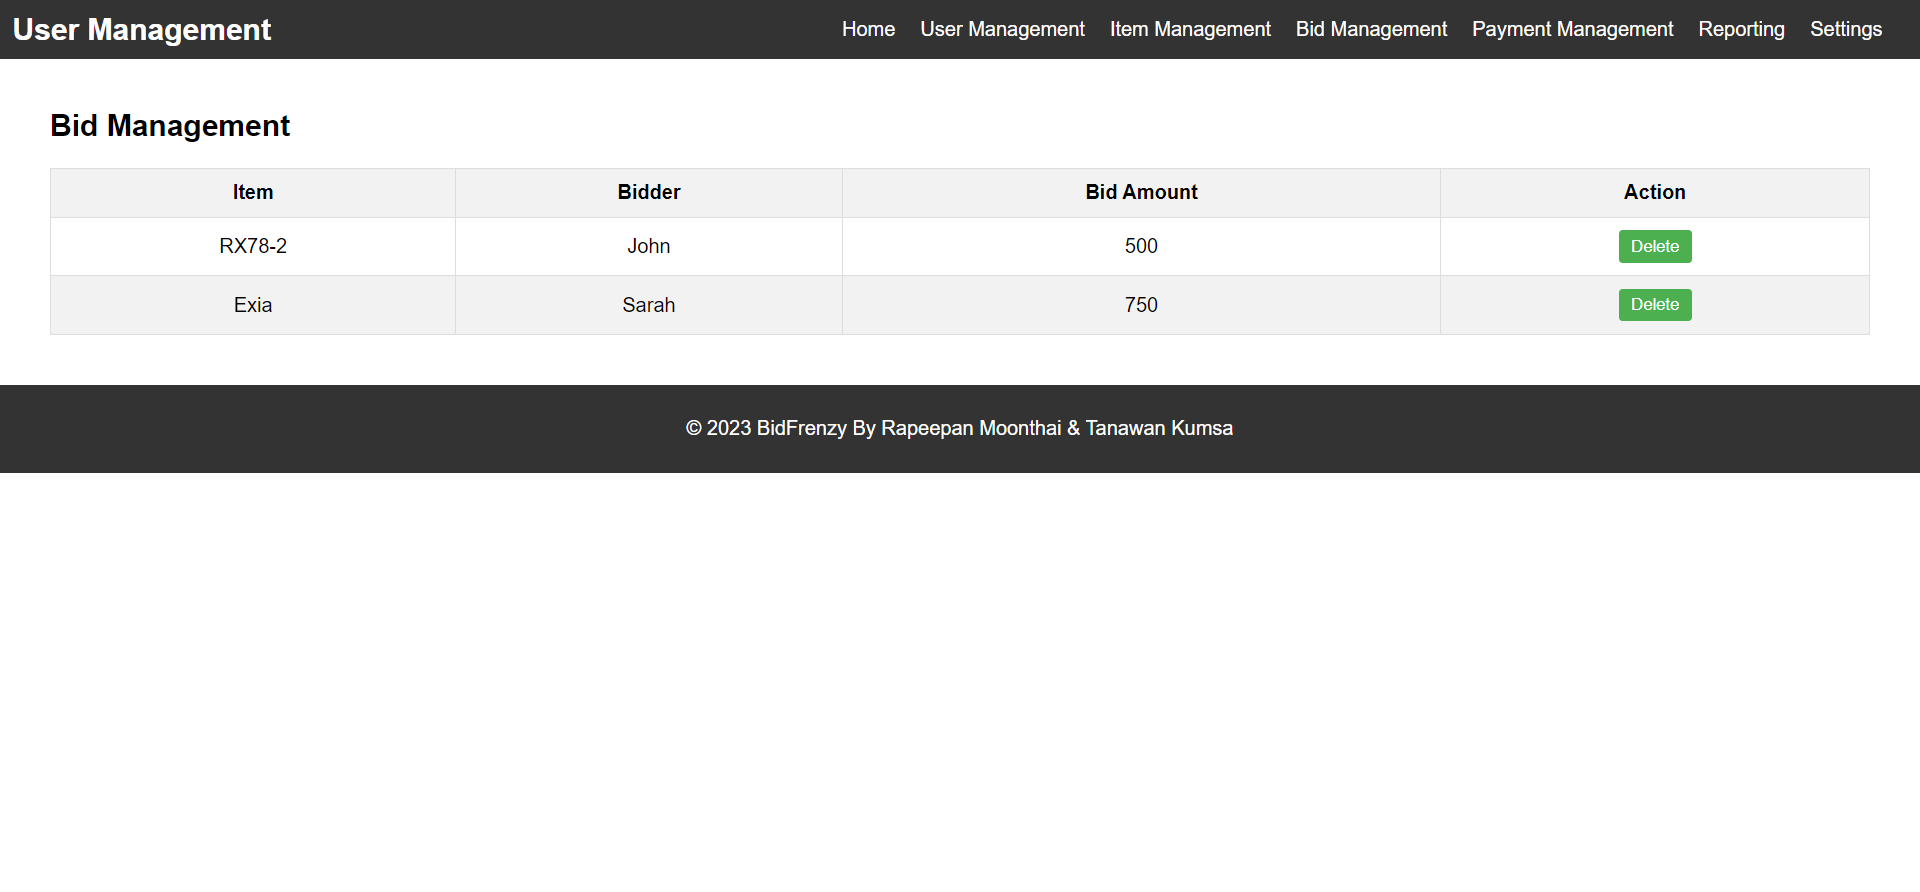 User Management Home User Management Item Management Bid Management Payment Management Reporting Settings
Bid Management
Item Bidder Bid Amount Action
RX78-2 John 500 Delete
Exia Sarah 750 Delete
© 2023 BidFrenzy By Rapeepan Moonthai & Tanawan Kumsa